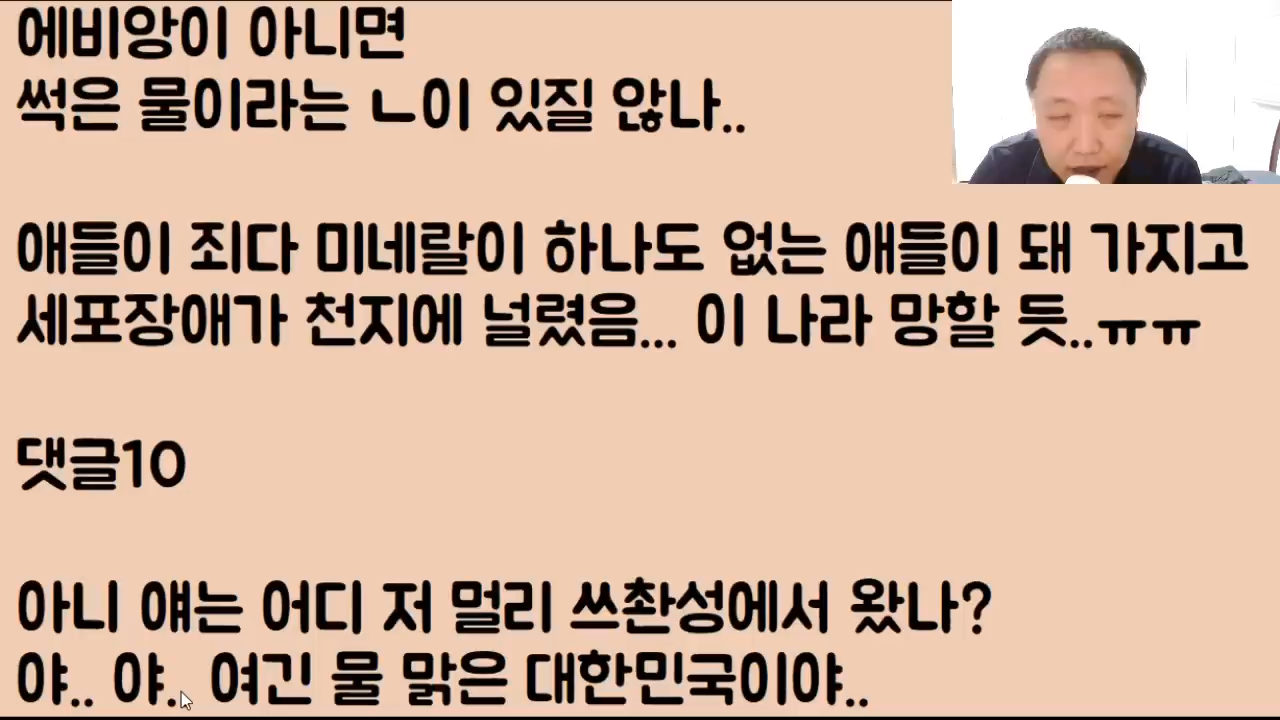 에비앙이 아니면
썩은 물이라는 ㄴ이 있질 않나..
애들이 죄다 미네랄이 하나도 없는 애들이 돼 가지고
세포장애가 천지에 널렸음... 이 나라 망할 듯..ㅠㅠ
댓글10
아니 얘는 어디 저 멀리 쓰촨성에서 왔나?
야.. 야.. 여긴 물 맑은 대한민국이야..